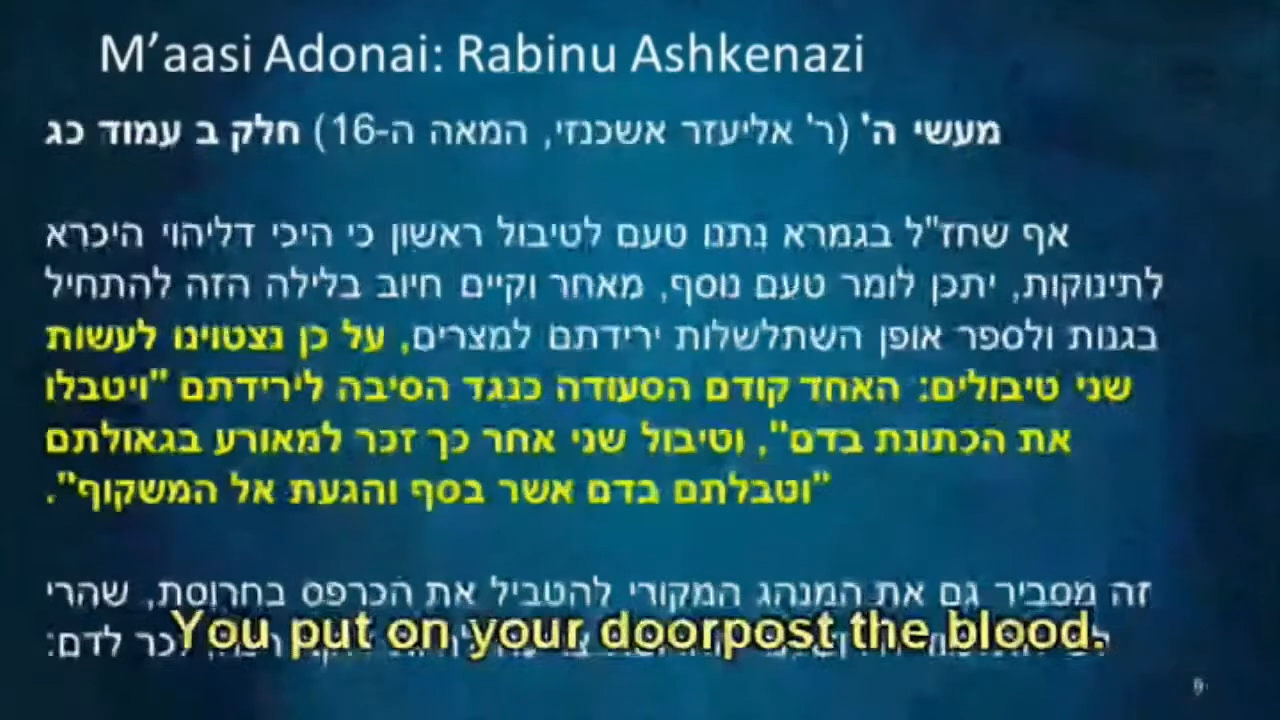 M'aasi Adonai: Rabinu Ashkenazi
מעשי ה' (ר' אליעזר אשכנזי, המאה ה-16) חלק ב עמוד כג
אף שחז"ל בגמרא נתנו טעם לטיבול ראשון כי היכי דליהוי היכרא
לתינוקות, יתכן לומר טעם נוסף, מאחר וקיים חיוב בלילה הזה להתחיל
בגנות ולספר אופן השתלשלות ירידתם למצרים, על כן נצטוינו לעשות
שני טיבולים: האחד קודם הסעודה כנגד הסיבה לירידתם "ויטבלו
את הכתונת בדם", וטיבול שני אחר כך זכר למאורע בגאולתם
"וטבלתם בדם אשר בסף והגעת אל המשקוף".
זה מסביר גם את המנהג המקורי להטביל את הכרפס בחרוסת, שהרי
זכר לדם:
You put on your doorpost the blood.
9